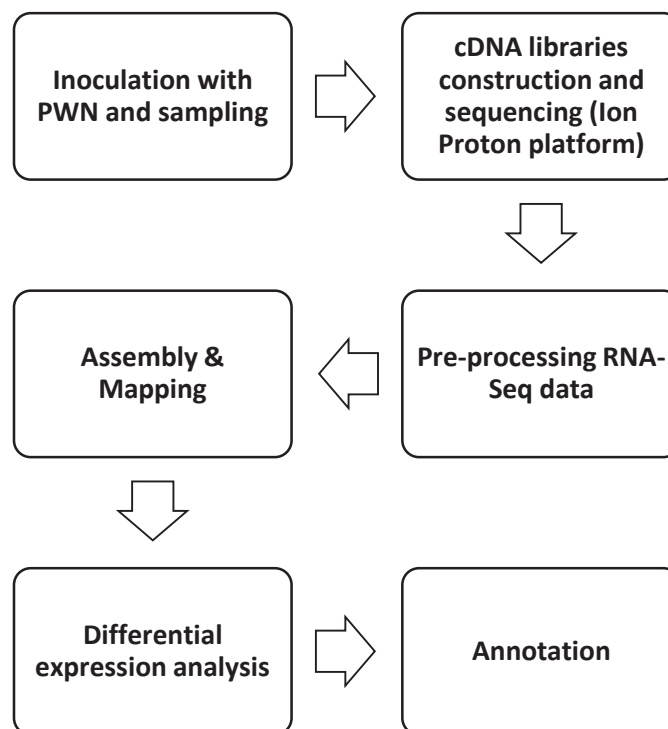 Inoculation with
PWN and sampling
cDNA libraries
construction and
sequencing (Ion
Proton platform)
Pre-processing RNA-
Seq data
Assembly &
Mapping
Differential
expression analysis
Annotation